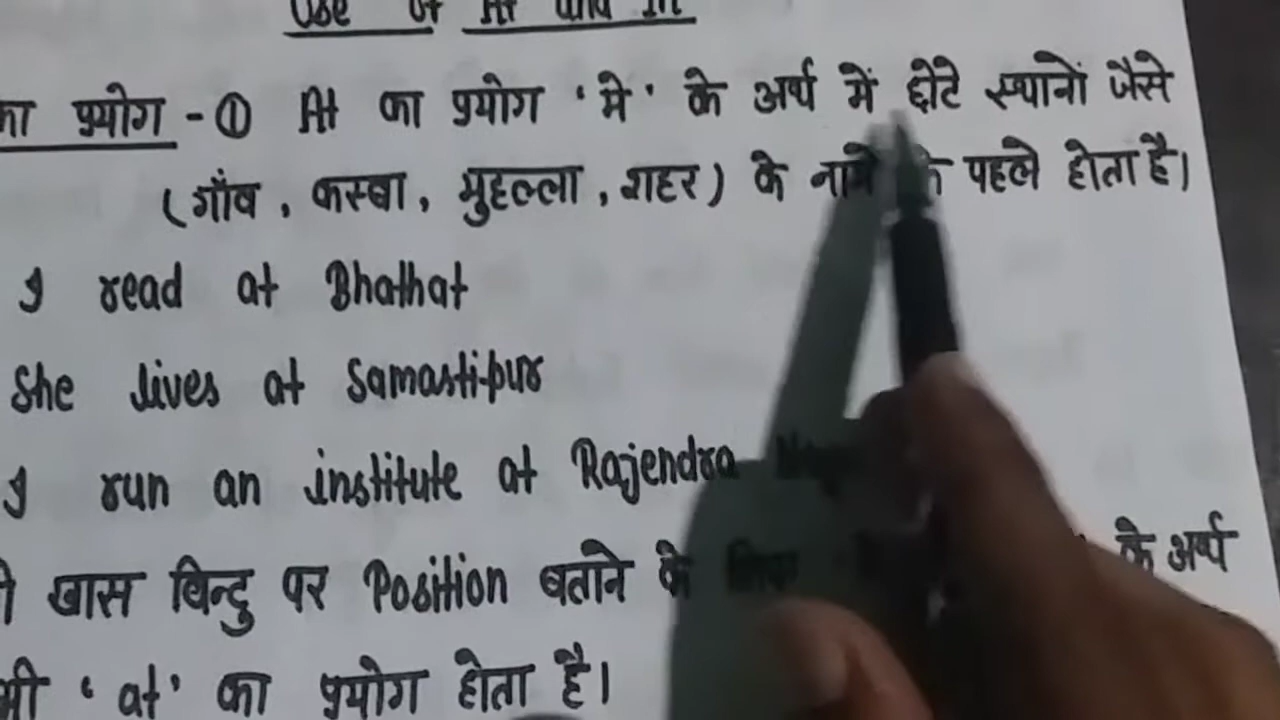 Use of At and In
का प्रयोग - ① At का प्रयोग 'मे' के अर्थ में छोटे स्थानों जैसे
(गाँव, कस्बा, मुहल्ला, शहर) के नामे के पहले होता है।
I read at Bhathat
She lives at Samastipur
I run an institute at Rajendra
खास विन्दु पर Position बताने के लिए के अर्थ
भी 'at' का प्रयोग होता है।